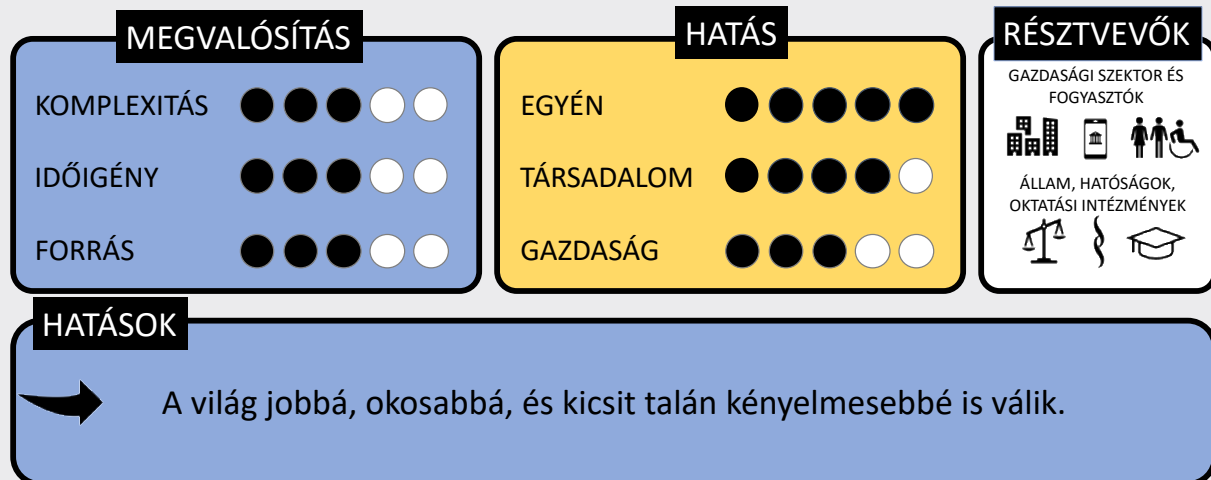 MEGVALÓSÍTÁS
KOMPLEXITÁS
IDŐIGÉNY
FORRÁS
HATÁS
EGYÉN
TÁRSADALOM
GAZDASÁG
RÉSZTVEVŐK
GAZDASÁGI SZEKTOR ÉS
FOGYASZTÓK
ÁLLAM, HATÓSÁGOK,
OKTATÁSI INTÉZMÉNYEK
HATÁSOK
A világ jobbá, okosabbá, és kicsit talán kényelmesebbé is válik.